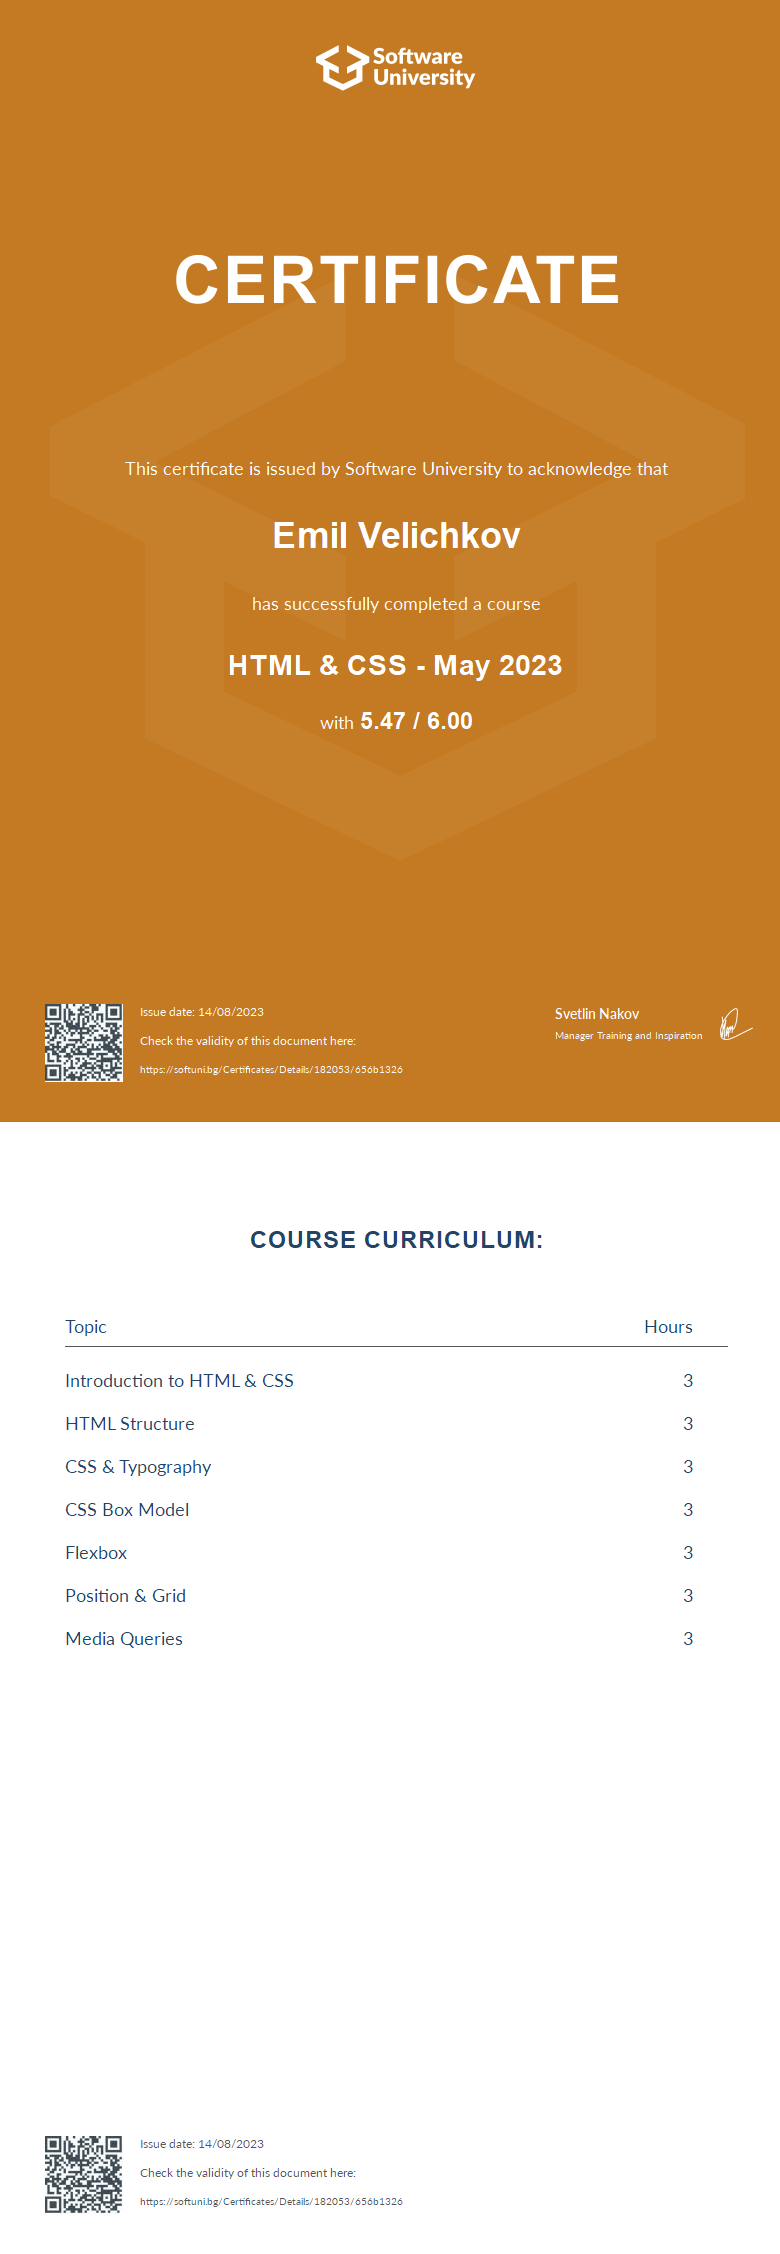 Software
University
CERTIFICATE
This certificate is issued by Software University to acknowledge that
Emil Velichkov
has successfully completed a course
HTML & CSS - May 2023
with 5.47 / 6.00
Issue date: 14/08/2023
Check the validity of this document here:
https://softuni.bg/Certificates/Details/182053/656b1326
Svetlin Nakov
Manager Training and Inspiration
COURSE CURRICULUM:
Topic Hours
Introduction to HTML & CSS 3
HTML Structure 3
CSS & Typography 3
CSS Box Model 3
Flexbox 3
Position & Grid 3
Media Queries 3
Issue date: 14/08/2023
Check the validity of this document here:
https://softuni.bg/Certificates/Details/182053/656b1326